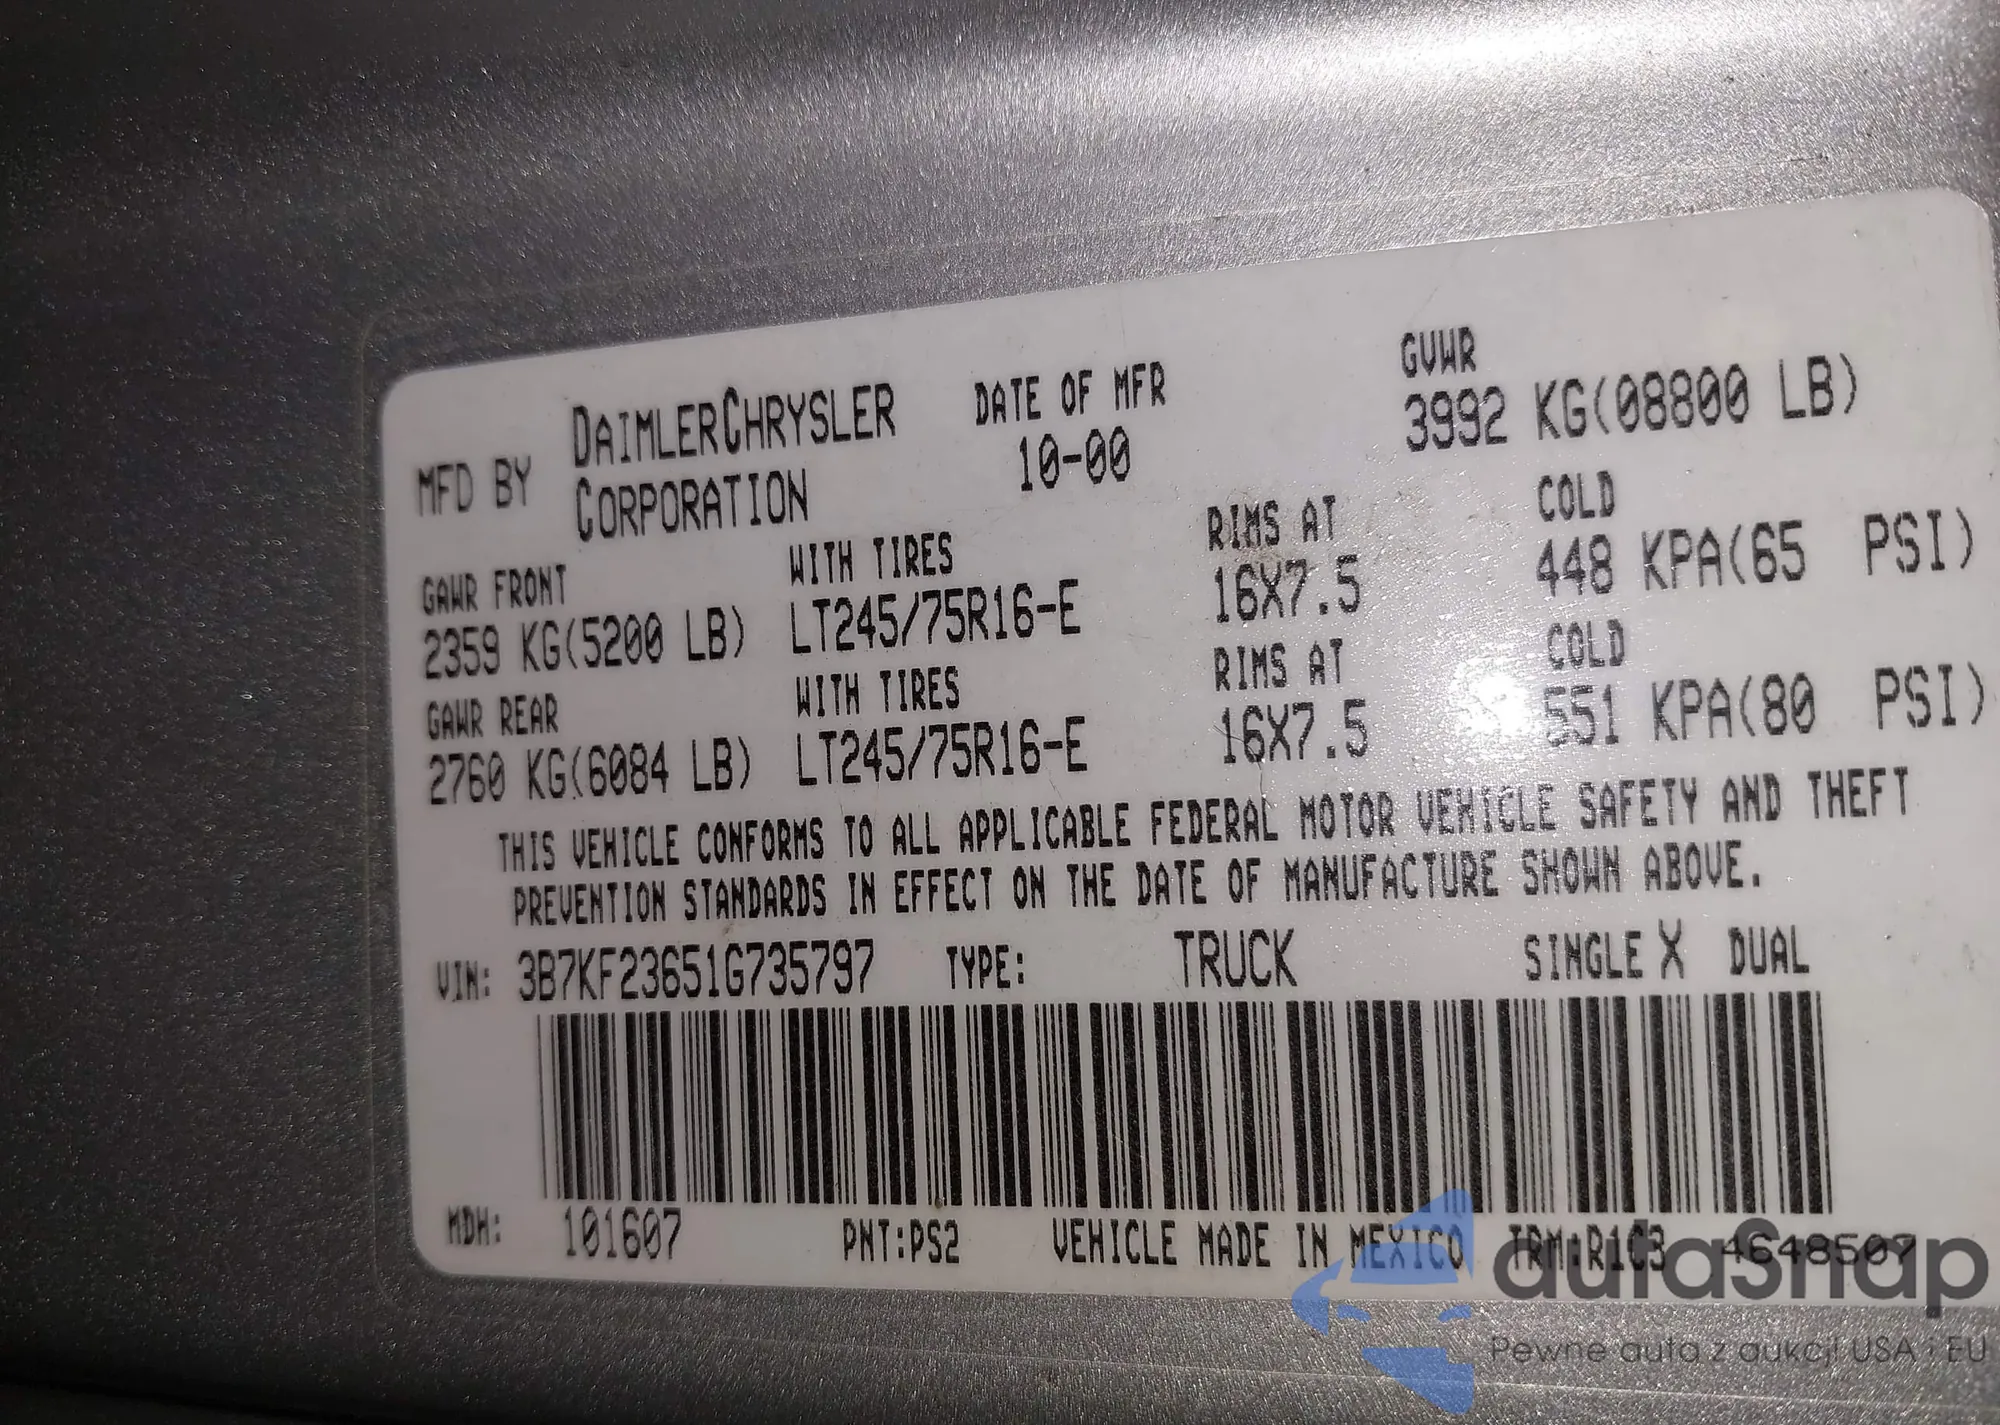 MFD BY DAIMLERCHRYSLER CORPORATION DATE OF MFR 10-00 GVWR 3992 KG(08800 LB)
GAWR FRONT WITH TIRES RIMS AT COLD
2359 KG(5200 LB) LT245/75R16-E 16X7.5 448 KPA(65 PSI)
GAWR REAR WITH TIRES RIMS AT COLD
2760 KG(6084 LB) LT245/75R16-E 16X7.5 551 KPA(80 PSI)
THIS VEHICLE CONFORMS TO ALL APPLICABLE FEDERAL MOTOR VEHICLE SAFETY AND THEFT
PREVENTION STANDARDS IN EFFECT ON THE DATE OF MANUFACTURE SHOWN ABOVE.
VIN: 3B7KF23651G735797 TYPE: TRUCK SINGLE X DUAL
MDH: 101607 PNT:PS2 VEHICLE MADE IN MEXICO TRM:R1C3 4648507
autaSnap
Pewne auta z aukcji USA i EU